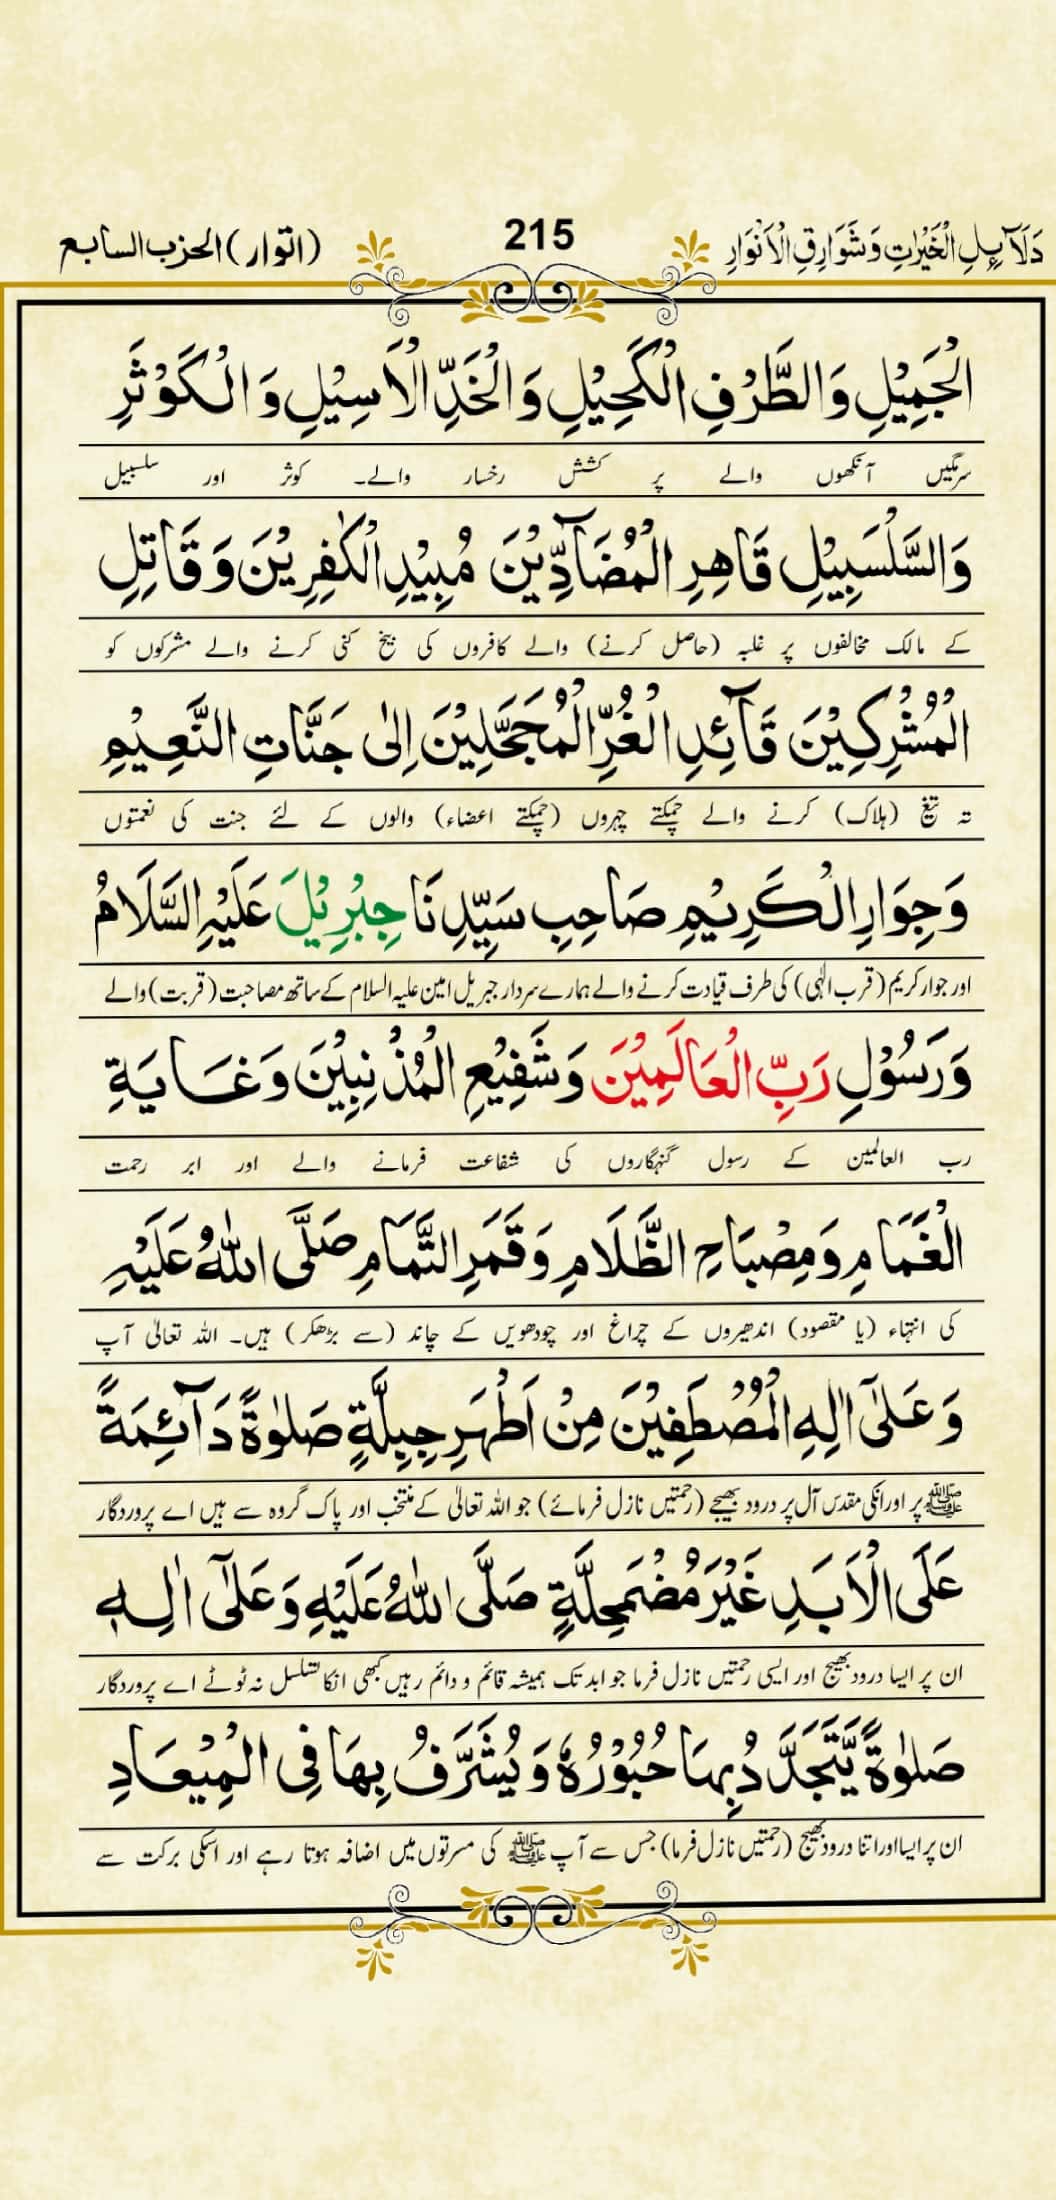 دَلَآئِلِ الْخَيْرَاتِ وَشَوَارِقِ الْاَنْوَارِ 215 (اتوار) الحزب السابع
الْجَمِيْلِ وَالطَّرْفِ الْكَحِيْلِ وَالْخَدِّ الْاَسِيْلِ وَالْكَوْثَرِ
سرمگیں آنکھوں والے پر کشش رخسار والے۔ کوثر اور سلسبیل
وَالسَّلْسَبِيْلِ قَاهِرِ الْمُضَآدِّيْنَ مُبِيْدِ الْكٰفِرِيْنَ وَقَاتِلِ
کے مالک مخالفوں پر غلبہ (حاصل کرنے) والے کافروں کی بیخ کنی کرنے والے مشرکوں کو
الْمُشْرِكِيْنَ قَآئِدِ الْغُرِّ الْمُحَجَّلِيْنَ اِلٰى جَنَّاتِ النَّعِيْمِ
تہ تیغ (ہلاک) کرنے والے چمکتے چہروں (چمکتے اعضاء) والوں کے لئے جنت کی نعمتوں
وَجِوَارِ الْكَرِيْمِ صَاحِبِ سَيِّدِنَا جِبْرِيْلَ عَلَيْهِ السَّلَامُ
اور جوار کریم (قرب الٰہی) کی طرف قیادت کرنے والے ہمارے سردار جبریل امین علیہ السلام کے ساتھ مصاحبت (قربت) والے
وَرَسُوْلِ رَبِّ الْعَالَمِيْنَ وَشَفِيْعِ الْمُذْنِبِيْنَ وَغَايَةِ
رب العالمین کے رسول گنہگاروں کی شفاعت فرمانے والے اور ابر رحمت
الْغَمَامِ وَمِصْبَاحِ الظَّلَامِ وَقَمَرِ التَّمَامِ صَلَّى اللّٰهُ عَلَيْهِ
کی انتہاء (یا مقصود) اندھیروں کے چراغ اور چودھویں کے چاند (سے بڑھکر) ہیں۔ اللہ تعالیٰ آپ
وَعَلٰٓى اٰلِهِ الْمُصْطَفِيْنَ مِنْ اَطْهَرِ جِبِلَّةٍ صَلٰوةً دَآئِمَةً
ﷺ پر اور انکی مقدس آل پر درود بھیجے (رحمتیں نازل فرمائے) جو اللہ تعالیٰ کے منتخب اور پاک گروہ سے ہیں اے پروردگار
عَلَى الْاَبَدِ غَيْرَ مُضْمَحِلَّةٍ صَلَّى اللّٰهُ عَلَيْهِ وَعَلٰٓى اٰلِهٖ
ان پر ایسا درود بھیج اور ایسی رحمتیں نازل فرما جو ابد تک ہمیشہ قائم و دائم رہیں کبھی انکا تسلسل نہ ٹوٹے اے پروردگار
صَلٰوةً يَّتَجَدَّدُ بِهَا حُبُوْرُهٗ وَيُشَرَّفُ بِهَا فِى الْمِيْعَادِ
ان پر ایسا اور اتنا درود بھیج (رحمتیں نازل فرما) جس سے آپ ﷺ کی مسرتوں میں اضافہ ہوتا رہے اور اسکی برکت سے